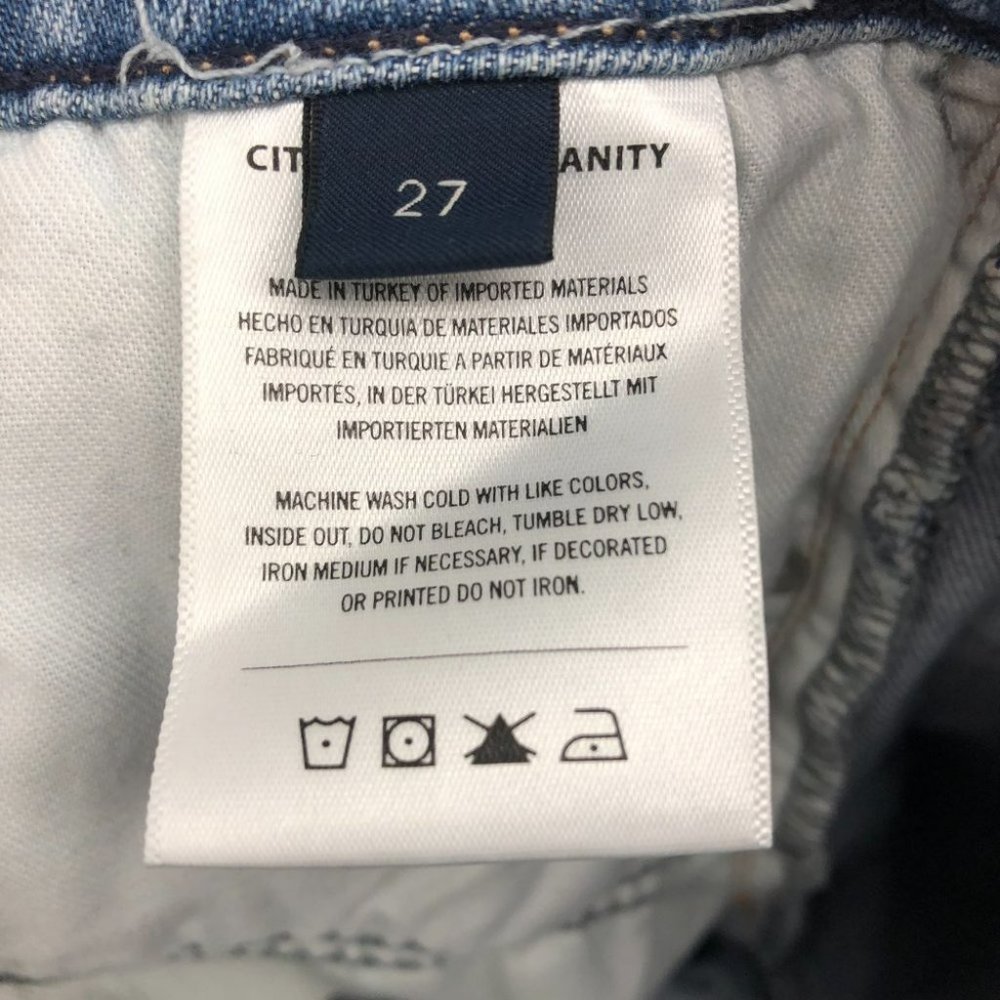 CIT ANITY
27
MADE IN TURKEY OF IMPORTED MATERIALS
HECHO EN TURQUIA DE MATERIALES IMPORTADOS
FABRIQUÉ EN TURQUIE A PARTIR DE MATÉRIAUX
IMPORTÉS, IN DER TÜRKEI HERGESTELLT MIT
IMPORTIERTEN MATERIALIEN
MACHINE WASH COLD WITH LIKE COLORS,
INSIDE OUT, DO NOT BLEACH, TUMBLE DRY LOW,
IRON MEDIUM IF NECESSARY, IF DECORATED
OR PRINTED DO NOT IRON.